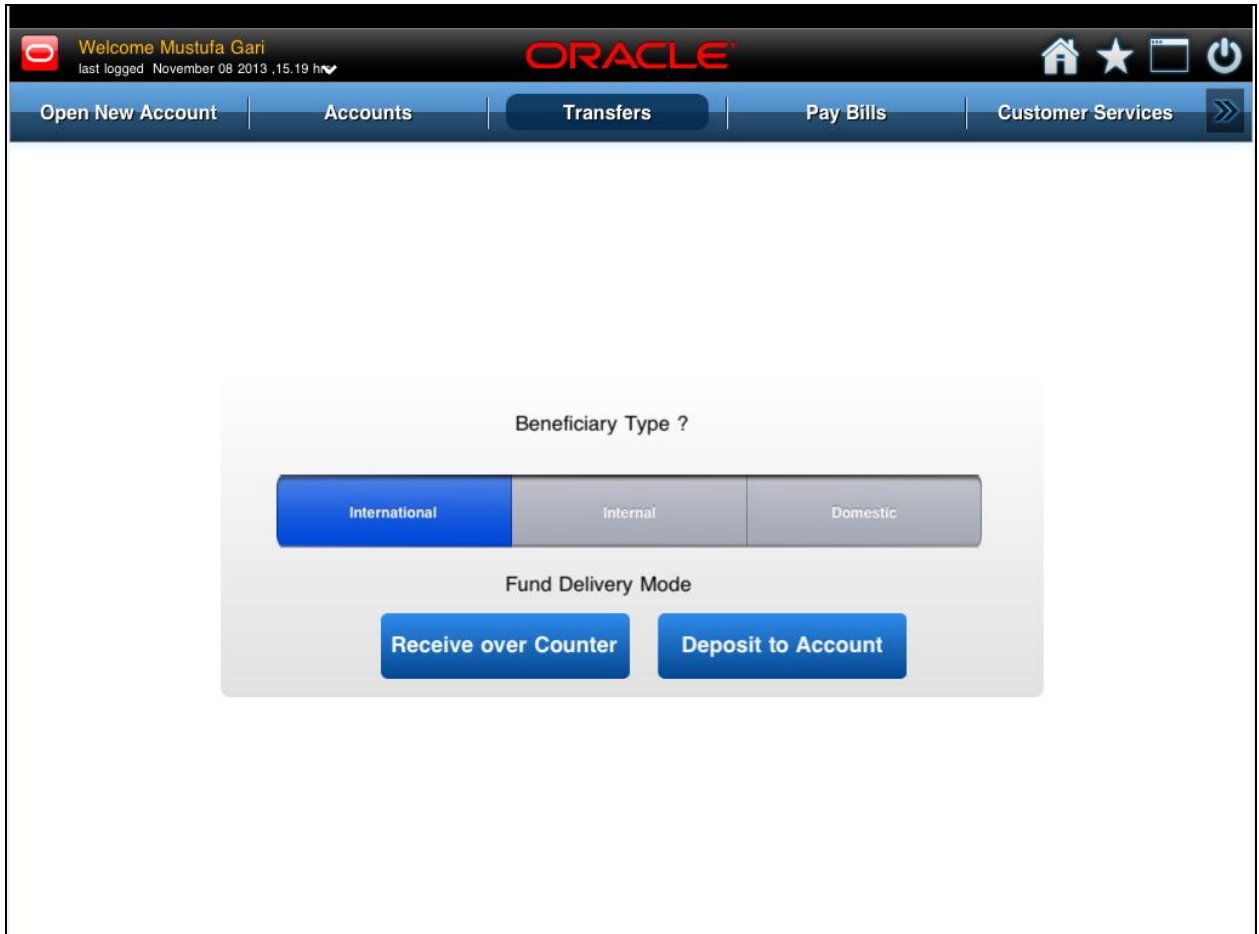 Welcome Mustufa Gari
ORACLE
last logged November 08 2013 ,15.19 hr
Open New Account
Accounts
Transfers
Pay Bills
Customer Services
Beneficiary Type ?
International
Internal
Domestic
Fund Delivery Mode
Receive over Counter
Deposit to Account